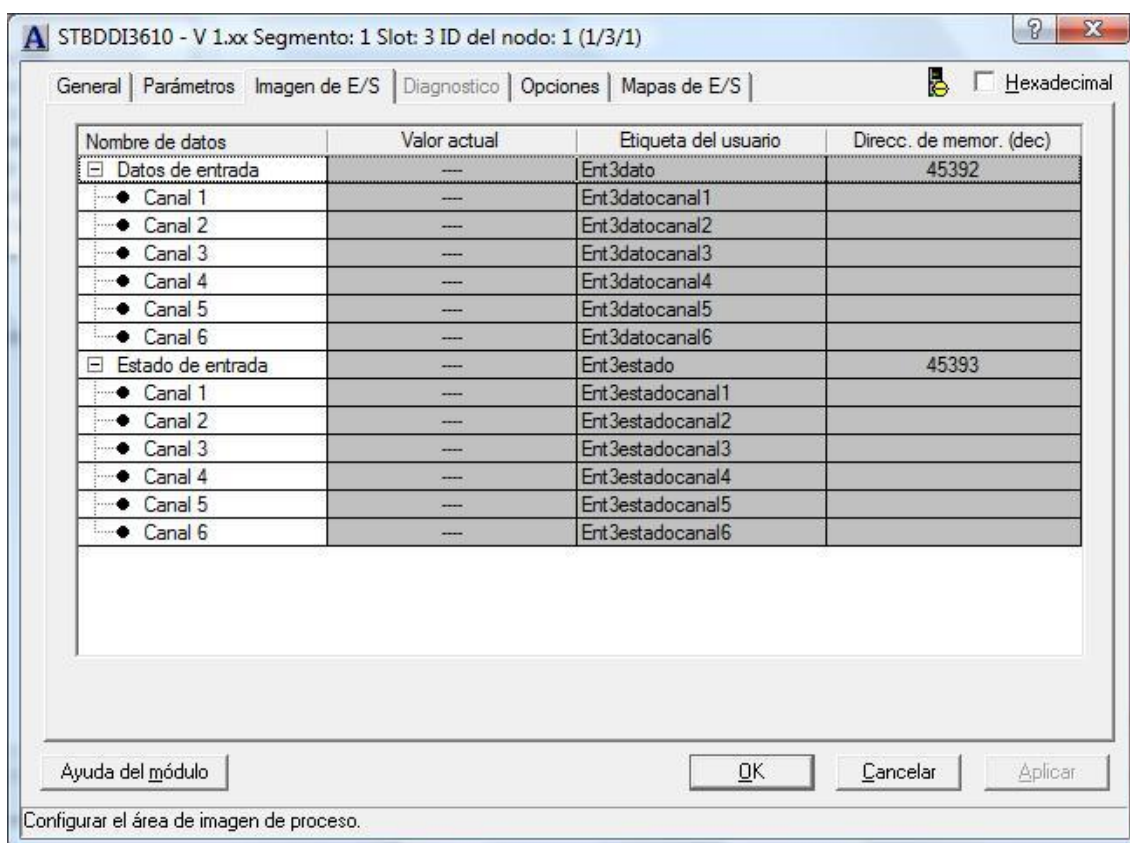 STBDDI3610 - V 1.xx Segmento: 1 Slot: 3 ID del nodo: 1 (1/3/1)
General Parámetros Imagen de E/S Diagnostico Opciones Mapas de E/S Hexadecimal
Nombre de datos Valor actual Etiqueta del usuario Direcc. de memor. (dec)
Datos de entrada ---- Ent3dato 45392
Canal 1 ---- Ent3datocanal1
Canal 2 ---- Ent3datocanal2
Canal 3 ---- Ent3datocanal3
Canal 4 ---- Ent3datocanal4
Canal 5 ---- Ent3datocanal5
Canal 6 ---- Ent3datocanal6
Estado de entrada ---- Ent3estado 45393
Canal 1 ---- Ent3estadocanal1
Canal 2 ---- Ent3estadocanal2
Canal 3 ---- Ent3estadocanal3
Canal 4 ---- Ent3estadocanal4
Canal 5 ---- Ent3estadocanal5
Canal 6 ---- Ent3estadocanal6
Ayuda del módulo OK Cancelar Aplicar
Configurar el área de imagen de proceso.